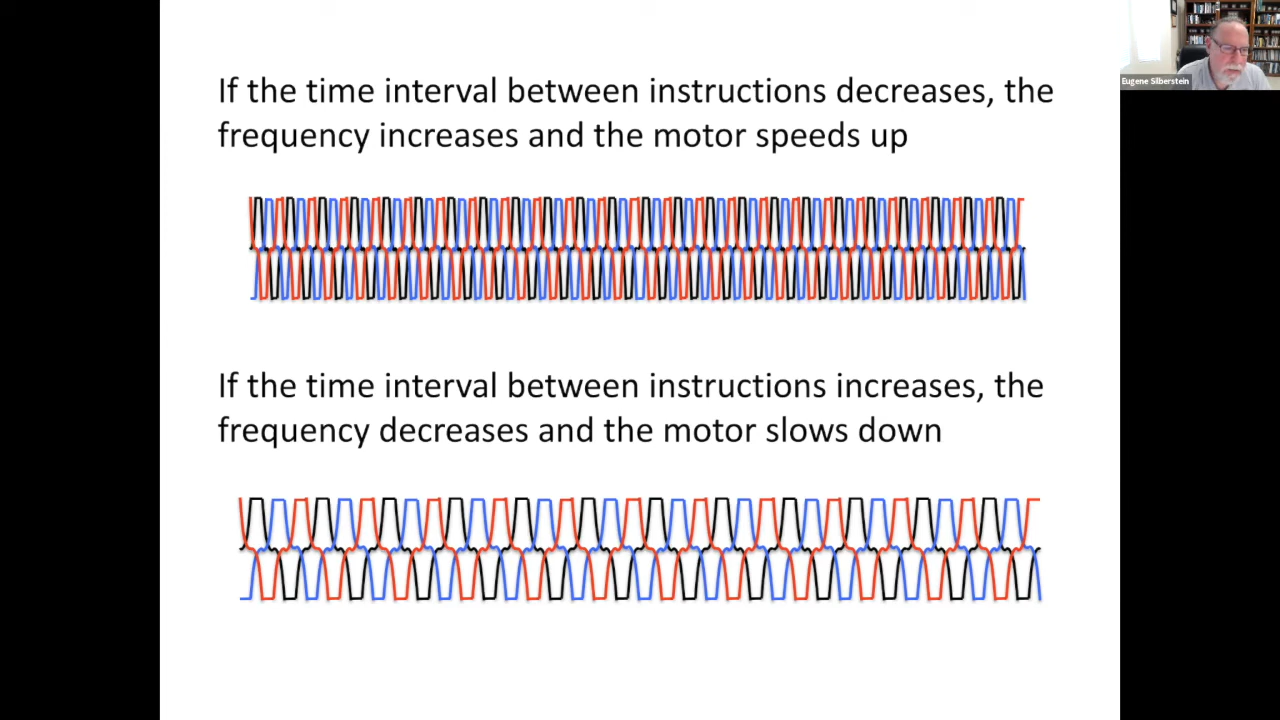 If the time interval between instructions decreases, the
frequency increases and the motor speeds up
If the time interval between instructions increases, the
frequency decreases and the motor slows down
Eugene Silberstein